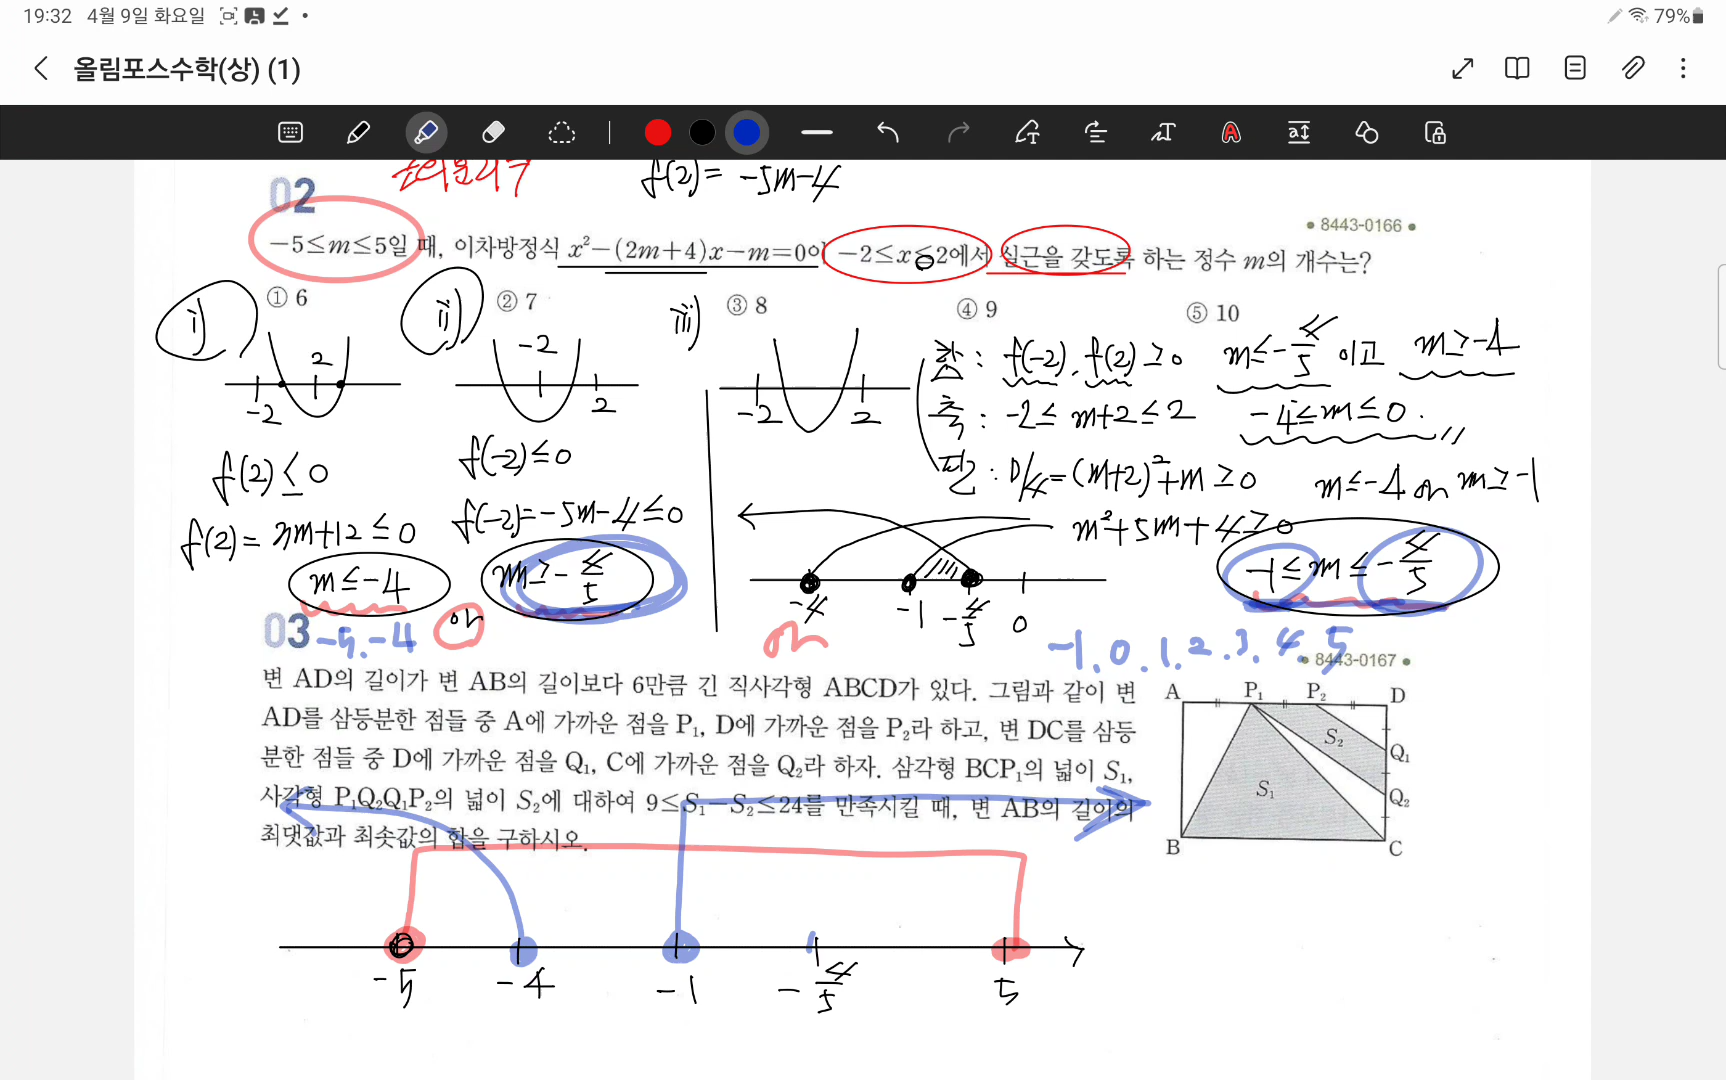 19:32 4월 9일 화요일
79%
올림포스수학(상) (1)
f(2)= -5m-4
02
• 8443-0166 •
-5≤m≤5일 때, 이차방정식 x²-(2m+4)x-m=0이 -2≤x≤2에서 실근을 갖도록 하는 정수 m의 개수는?
① 6 ② 7 ③ 8 ④ 9 ⑤ 10
i) ii) iii)
-2 2
-2 2
-2 2
함 : f(-2), f(2) ≥0 m≤-4/5 이고 m≥-4
축 : -2≤ m+2≤2 -4≤m≤0.
판 : D/4=(m+2)²+m ≥0 m≤-4 or m≥-1
m²+5m+4≥0
f(2)≤0
f(2)= 3m+12≤0
m≤-4
f(-2)≤0
f(-2)=-5m-4≤0
m≥-4/5
-4 -1 -4/5 0
-1≤m≤-4/5
or
or
03 -5, -4
-1, 0, 1, 2, 3, 4, 5
• 8443-0167 •
변 AD의 길이가 변 AB의 길이보다 6만큼 긴 직사각형 ABCD가 있다. 그림과 같이 변
AD를 삼등분한 점들 중 A에 가까운 점을 P₁, D에 가까운 점을 P₂라 하고, 변 DC를 삼등
분한 점들 중 D에 가까운 점을 Q₁, C에 가까운 점을 Q₂라 하자. 삼각형 BCP₁의 넓이 S₁,
사각형 P₁Q₂Q₁P₂의 넓이 S₂에 대하여 9≤S₁-S₂≤24를 만족시킬 때, 변 AB의 길이의
최댓값과 최솟값의 합을 구하시오.
A P₁ P₂ D
S₂
Q₁
S₁
Q₂
B C
-5 -4 -1 -4/5 5